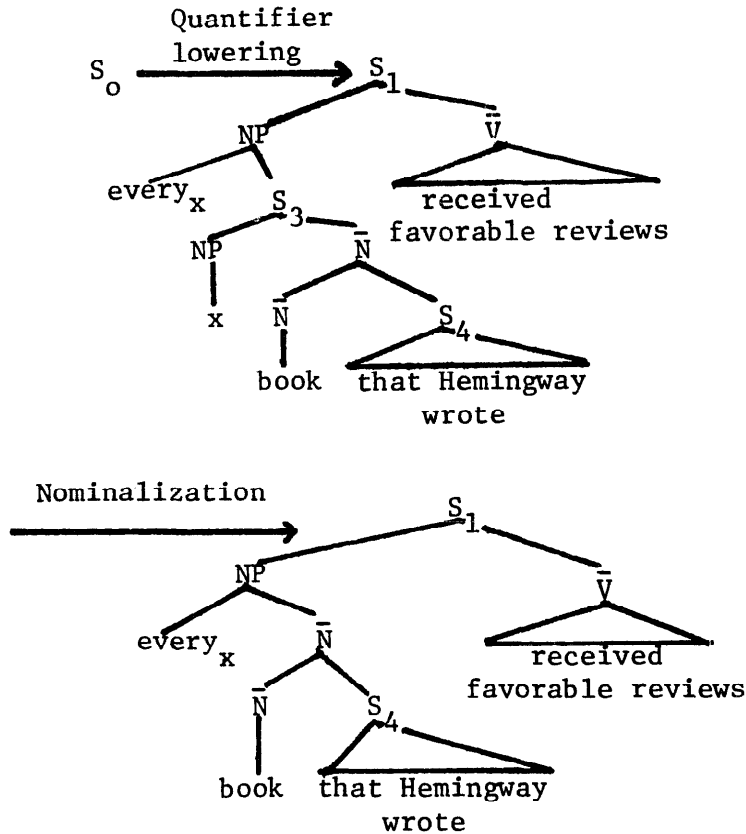 Quantifier
lowering
S₀ S₁
NP V̄
everyₓ
received
favorable reviews
S₃
NP N̄
x N̄ S₄
book that Hemingway
wrote
Nominalization
S₁
NP V̄
everyₓ N̄
received
favorable reviews
N̄ S₄
book that Hemingway
wrote